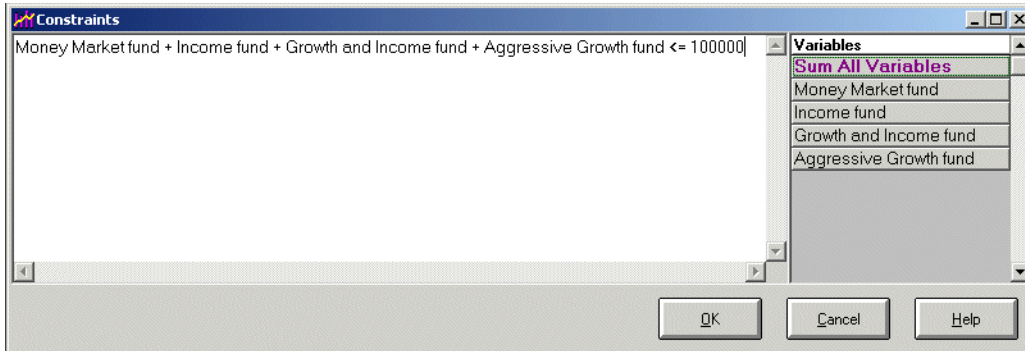 Constraints
Money Market fund + Income fund + Growth and Income fund + Aggressive Growth fund <= 100000
Variables
Sum All Variables
Money Market fund
Income fund
Growth and Income fund
Aggressive Growth fund
OK
Cancel
Help